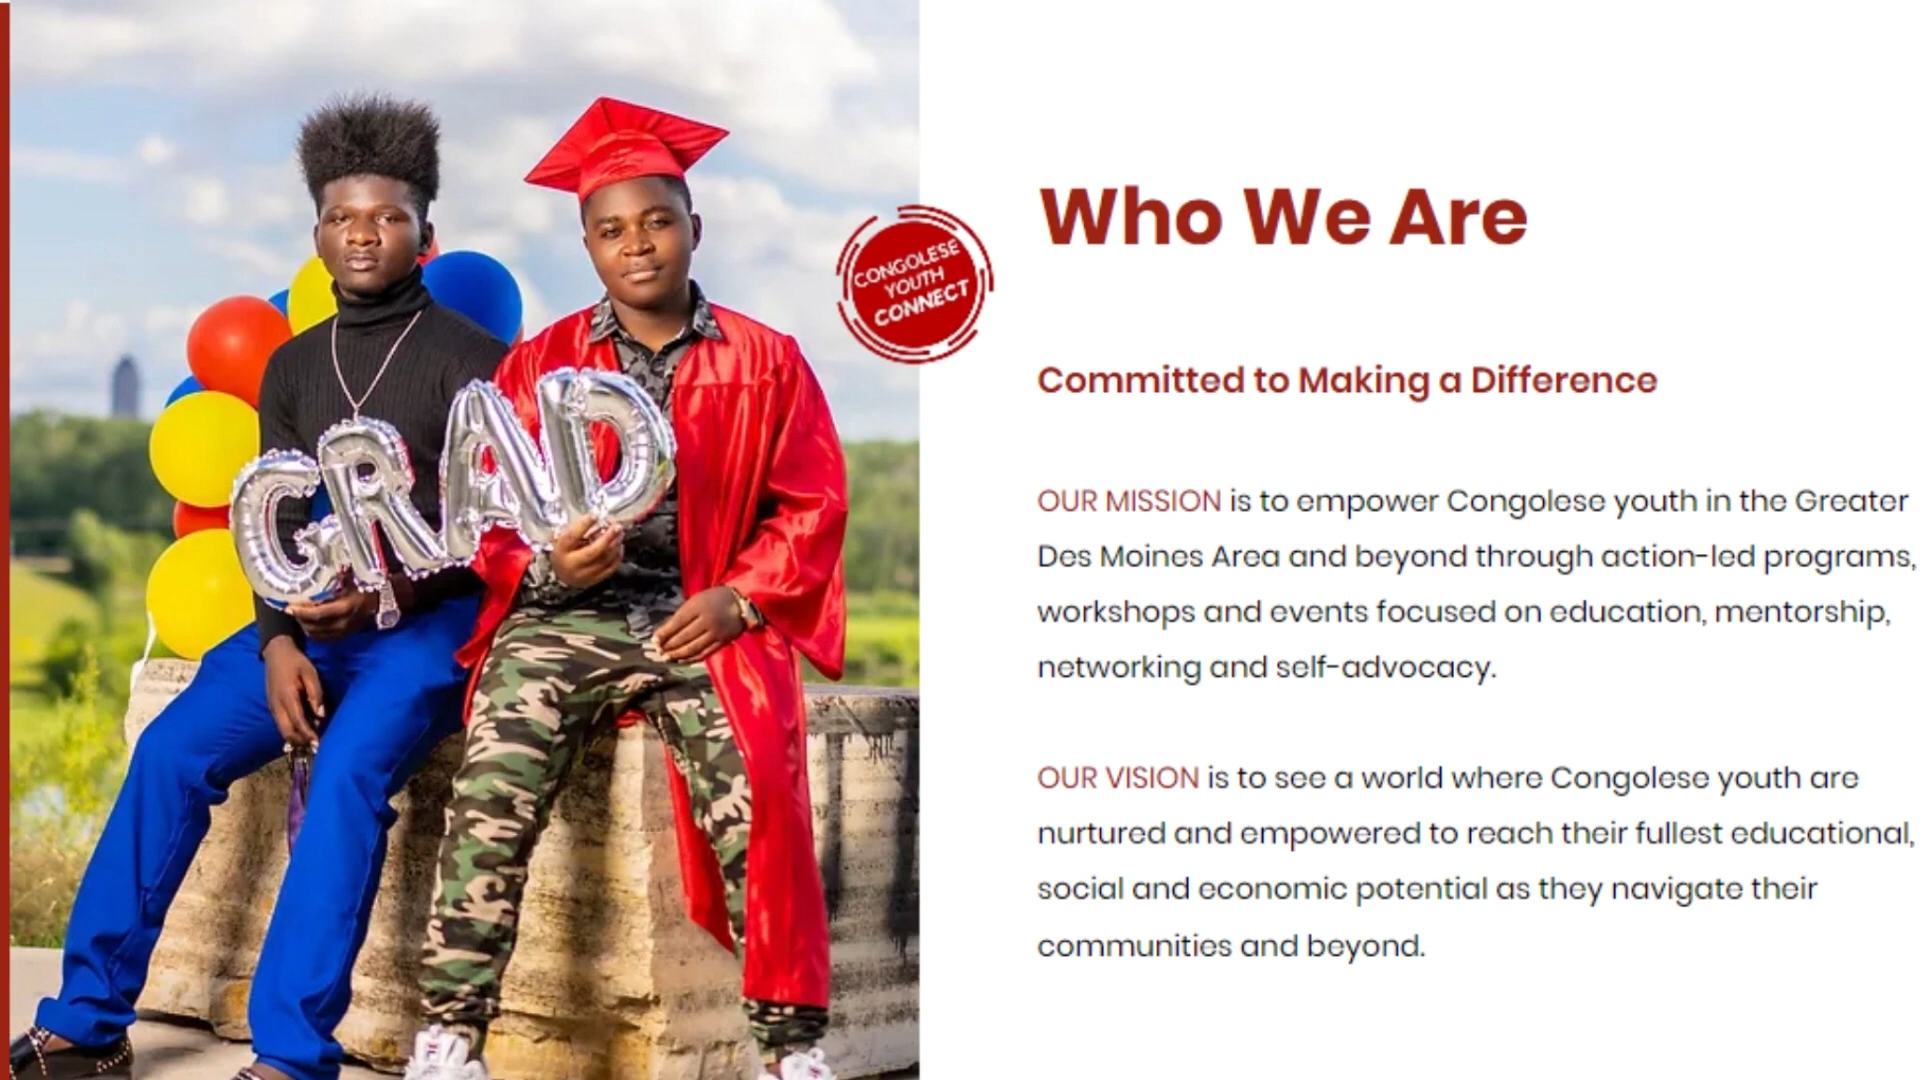 GRAD
CONGOLESE
YOUTH
CONNECT
Who We Are
Committed to Making a Difference
OUR MISSION is to empower Congolese youth in the Greater
Des Moines Area and beyond through action-led programs,
workshops and events focused on education, mentorship,
networking and self-advocacy.
OUR VISION is to see a world where Congolese youth are
nurtured and empowered to reach their fullest educational,
social and economic potential as they navigate their
communities and beyond.